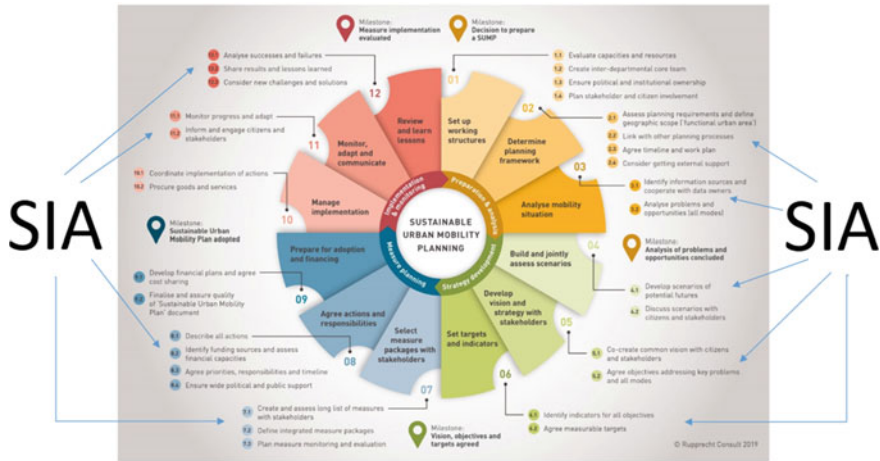 Milestone:
Measure implementation
evaluated
Milestone:
Decision to prepare
a SUMP
12.1 Analyse successes and failures
12.2 Share results and lessons learned
12.3 Consider new challenges and solutions
12
Review and learn
lessons
01
Set up
working
structures
1.1 Evaluate capacities and resources
1.2 Create inter-departmental core team
1.3 Ensure political and institutional ownership
1.4 Plan stakeholder and citizen involvement
02
Determine
planning
framework
2.1 Assess planning requirements and define
geographic scope ('functional urban area')
2.2 Link with other planning processes
2.3 Agree timeline and work plan
2.4 Consider getting external support
11.1 Monitor progress and adapt
11.2 Inform and engage citizens and
stakeholders
11
Monitor,
adapt and
communicate
03
Analyse mobility
situation
3.1 Identify information sources and
cooperate with data owners
3.2 Analyse problems and
opportunities (all modes)
10.1 Coordinate implementation of actions
10.2 Procure goods and services
10
Manage
implementation
SIA
SIA
Implementation
& monitoring
Preparation & analysis
Measure planning
Strategy development
SUSTAINABLE
URBAN MOBILITY
PLANNING
Milestone:
Sustainable Urban
Mobility Plan adopted
Milestone:
Analysis of problems and
opportunities concluded
Prepare for adoption
and financing
09
9.1 Develop financial plans and agree
cost sharing
9.2 Finalise and assure quality
of 'Sustainable Urban Mobility
Plan' document
04
Build and jointly
assess scenarios
4.1 Develop scenarios of
potential futures
4.2 Discuss scenarios with
citizens and stakeholders
Agree actions and
responsibilities
08
8.1 Describe all actions
8.2 Identify funding sources and assess
financial capacities
8.3 Agree priorities, responsibilities and timeline
8.4 Ensure wide political and public support
Develop
vision and
strategy with
stakeholders
05
5.1 Co-create common vision with citizens
and stakeholders
5.2 Agree objectives addressing key problems
and all modes
Select
measure
packages with
stakeholders
07
7.1 Create and assess long list of measures
with stakeholders
7.2 Define integrated measure packages
7.3 Plan measure monitoring and evaluation
Set targets
and indicators
06
6.1 Identify indicators for all objectives
6.2 Agree measurable targets
Milestone:
Vision, objectives and
targets agreed
© Rupprecht Consult 2019